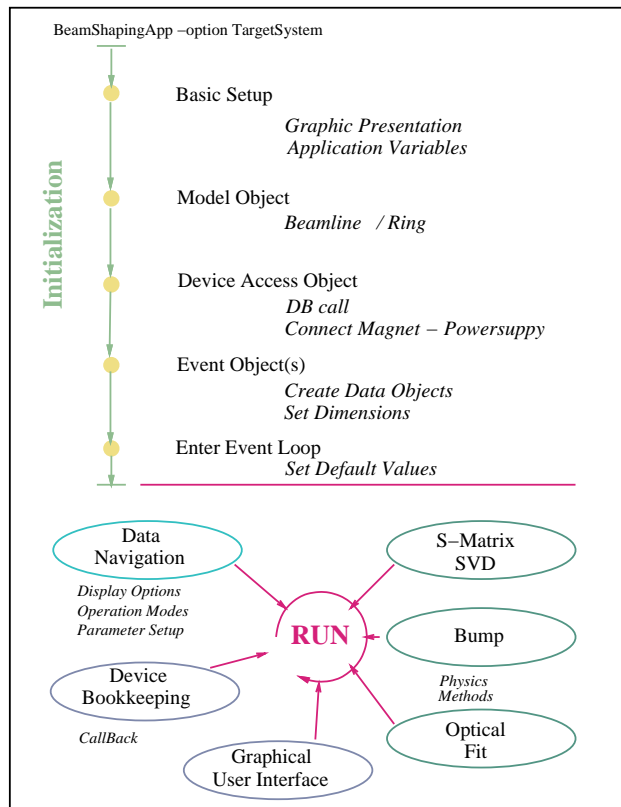 BeamShapingApp –option TargetSystem
Initialization
Basic Setup
Graphic Presentation
Application Variables
Model Object
Beamline / Ring
Device Access Object
DB call
Connect Magnet – Powersuppy
Event Object(s)
Create Data Objects
Set Dimensions
Enter Event Loop
Set Default Values
Data
Navigation
Display Options
Operation Modes
Parameter Setup
S–Matrix
SVD
RUN
Bump
Physics
Methods
Device
Bookkeeping
CallBack
Graphical
User Interface
Optical
Fit